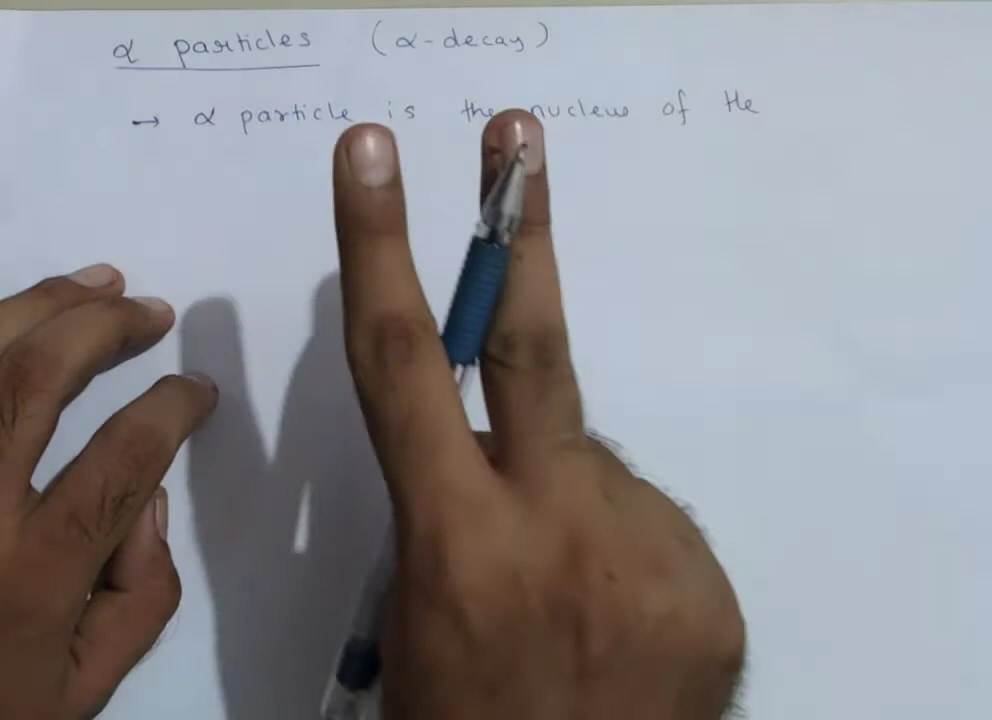 α particles (α-decay)
→ α particle is the nucleus of He